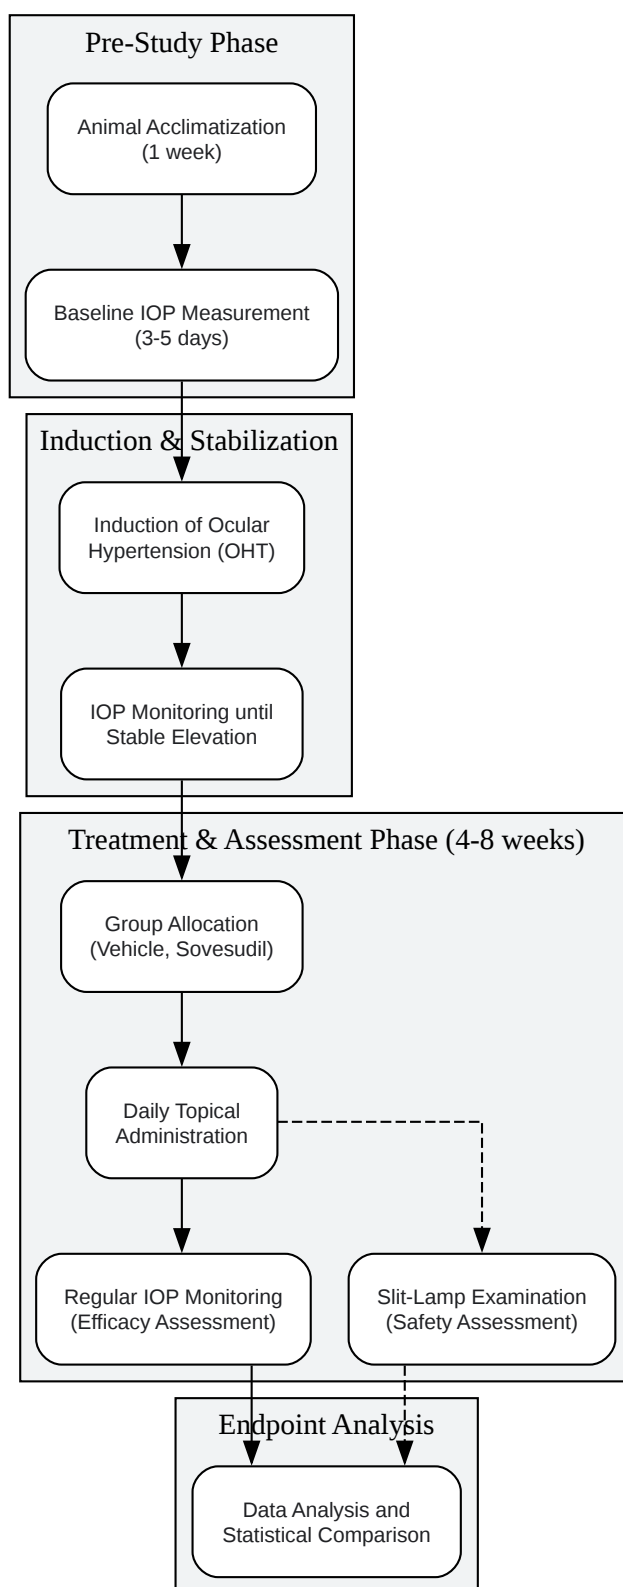 Pre-Study Phase
Animal Acclimatization
(1 week)
Baseline IOP Measurement
(3-5 days)
Induction & Stabilization
Induction of Ocular
Hypertension (OHT)
IOP Monitoring until
Stable Elevation
Treatment & Assessment Phase (4-8 weeks)
Group Allocation
(Vehicle, Sovesudil)
Daily Topical
Administration
Regular IOP Monitoring
(Efficacy Assessment)
Slit-Lamp Examination
(Safety Assessment)
Endpoint Analysis
Data Analysis and
Statistical Comparison